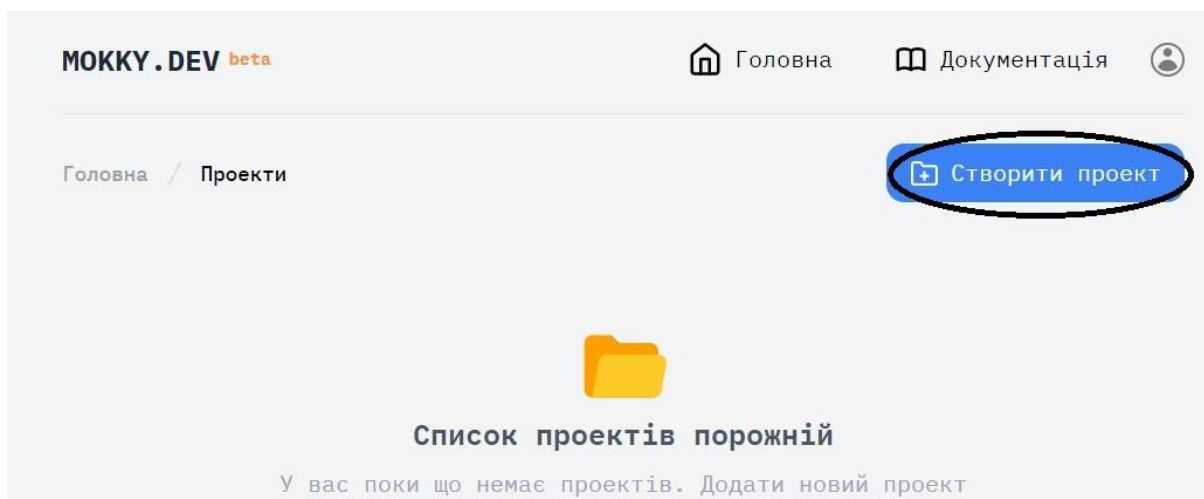 MOKKY.DEV beta
Головна
Документація
Головна / Проекти
Створити проект
Список проектів порожній
У вас поки що немає проектів. Додати новий проект